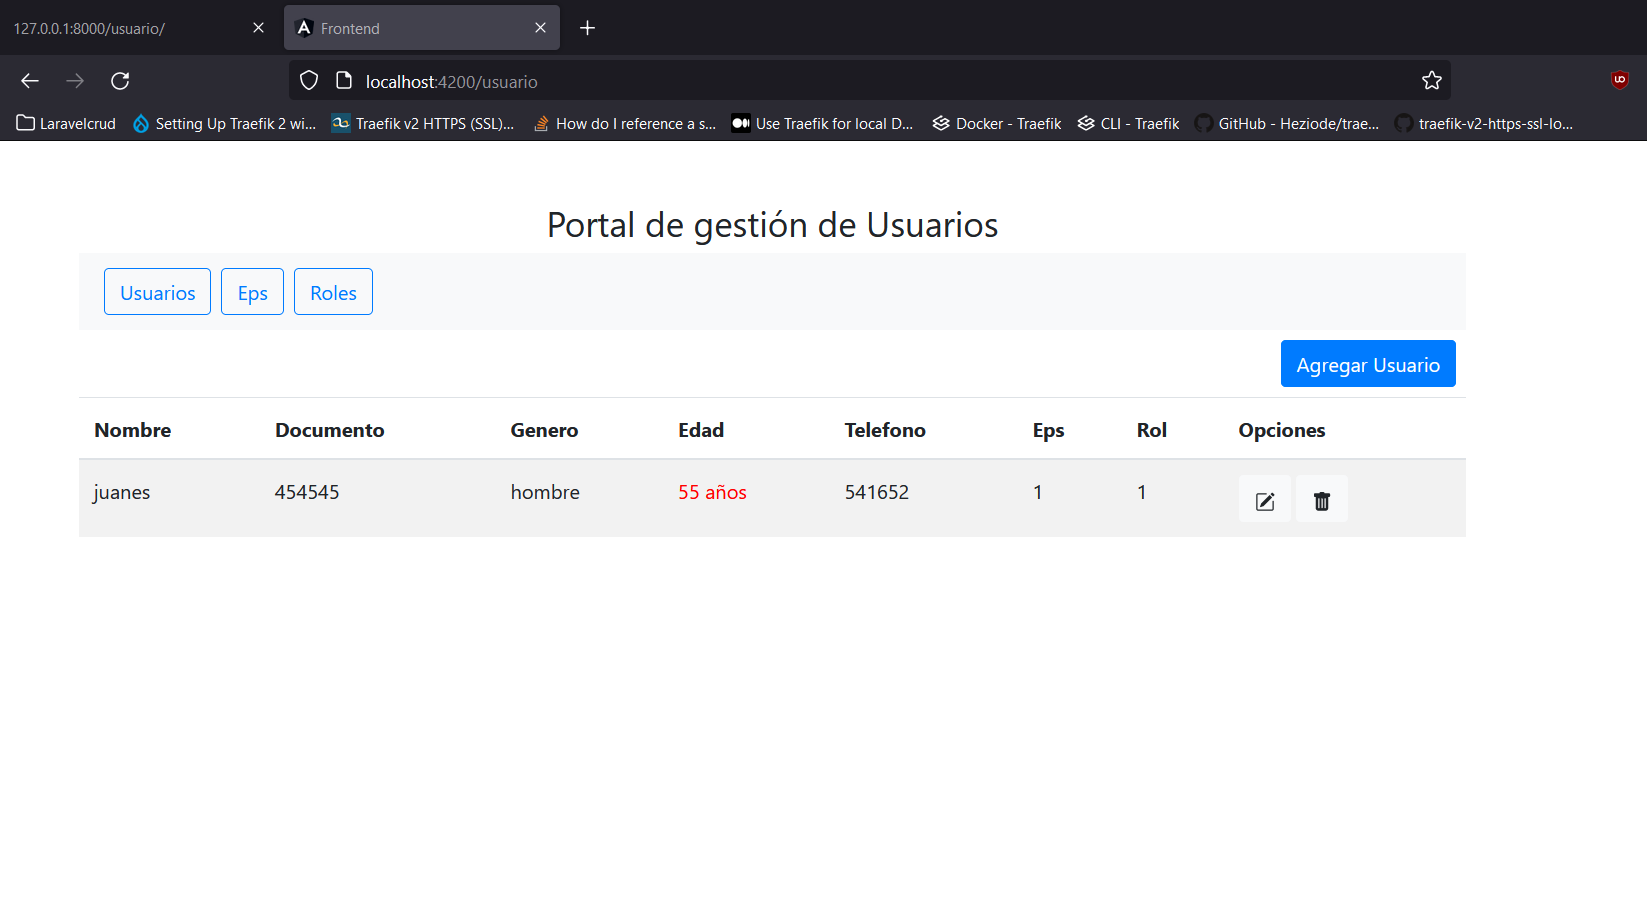 127.0.0.1:8000/usuario/
Frontend
localhost:4200/usuario
Laravelcrud
Setting Up Traefik 2 wi...
Traefik v2 HTTPS (SSL)...
How do I reference a s...
Use Traefik for local D...
Docker - Traefik
CLI - Traefik
GitHub - Heziode/trae...
traefik-v2-https-ssl-lo...
Portal de gestión de Usuarios
Usuarios Eps Roles
Agregar Usuario
Nombre Documento Genero Edad Telefono Eps Rol Opciones
juanes 454545 hombre 55 años 541652 1 1